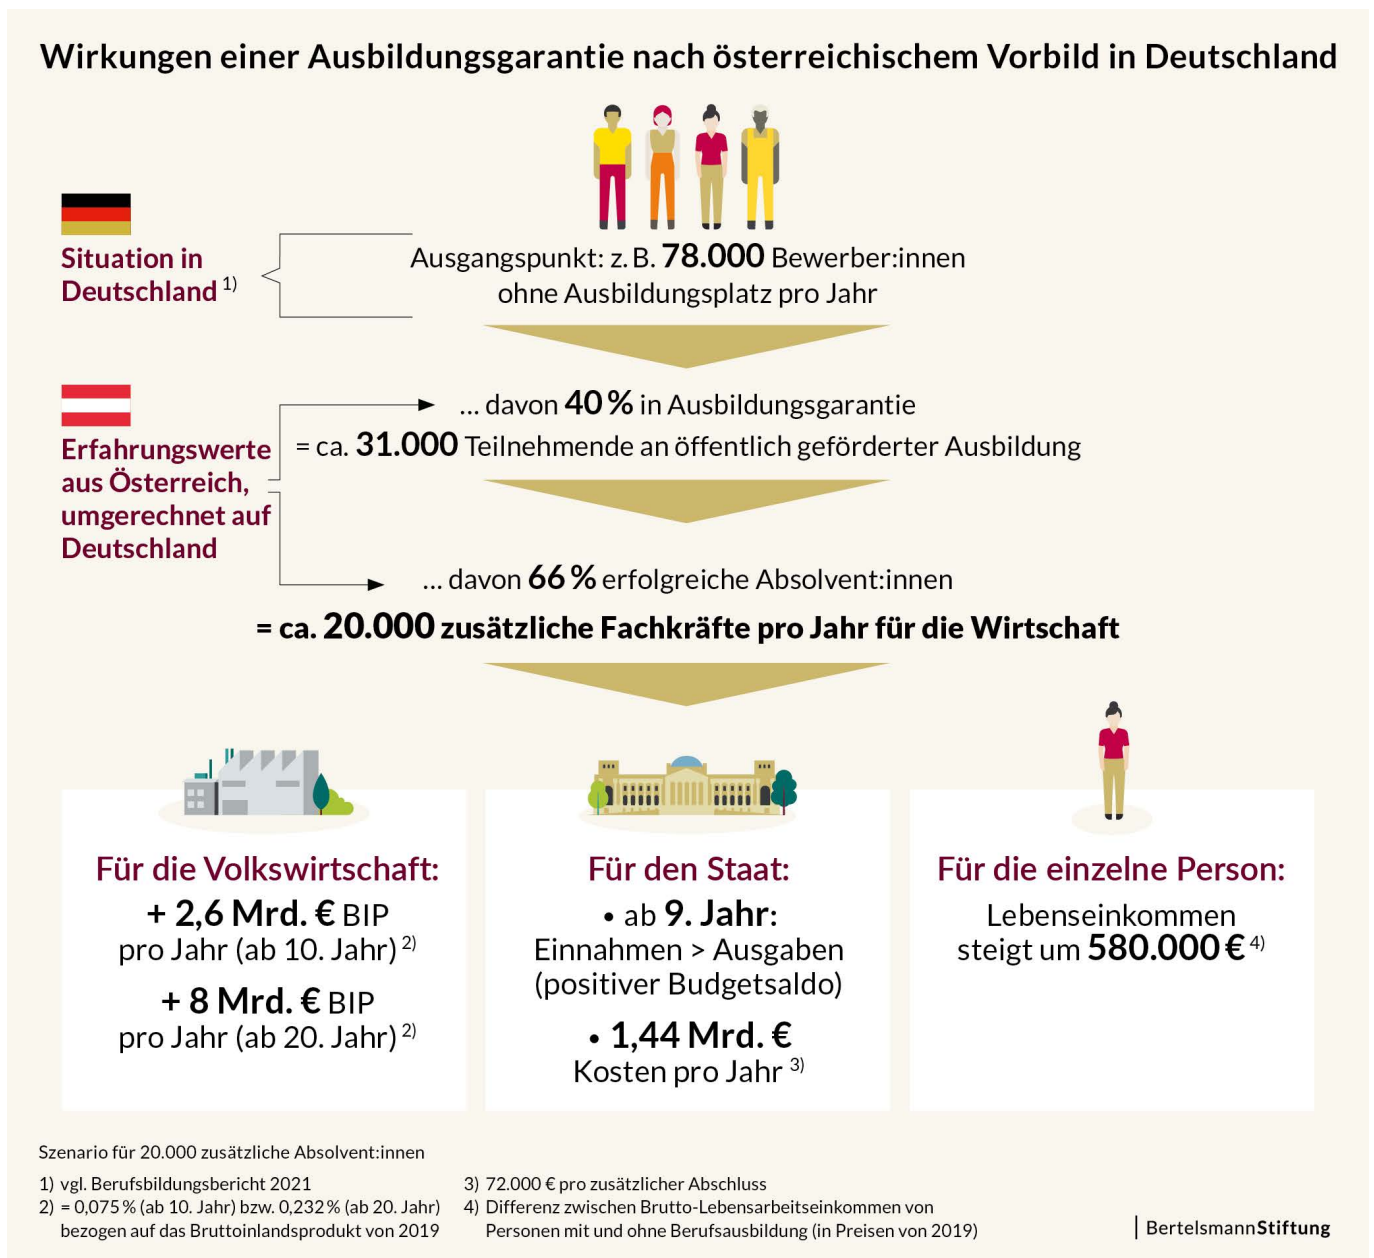 Wirkungen einer Ausbildungsgarantie nach österreichischem Vorbild in Deutschland
Situation in
Deutschland 1)
Ausgangspunkt: z. B. 78.000 Bewerber:innen
ohne Ausbildungsplatz pro Jahr
Erfahrungswerte
aus Österreich,
umgerechnet auf
Deutschland
... davon 40 % in Ausbildungsgarantie
= ca. 31.000 Teilnehmende an öffentlich geförderter Ausbildung
... davon 66 % erfolgreiche Absolvent:innen
= ca. 20.000 zusätzliche Fachkräfte pro Jahr für die Wirtschaft
Für die Volkswirtschaft:
+ 2,6 Mrd. € BIP
pro Jahr (ab 10. Jahr) 2)
+ 8 Mrd. € BIP
pro Jahr (ab 20. Jahr) 2)
Für den Staat:
• ab 9. Jahr:
Einnahmen > Ausgaben
(positiver Budgetsaldo)
• 1,44 Mrd. €
Kosten pro Jahr 3)
Für die einzelne Person:
Lebenseinkommen
steigt um 580.000 € 4)
Szenario für 20.000 zusätzliche Absolvent:innen
1) vgl. Berufsbildungsbericht 2021
2) = 0,075 % (ab 10. Jahr) bzw. 0,232 % (ab 20. Jahr)
bezogen auf das Bruttoinlandsprodukt von 2019
3) 72.000 € pro zusätzlicher Abschluss
4) Differenz zwischen Brutto-Lebensarbeitseinkommen von
Personen mit und ohne Berufsausbildung (in Preisen von 2019)
BertelsmannStiftung